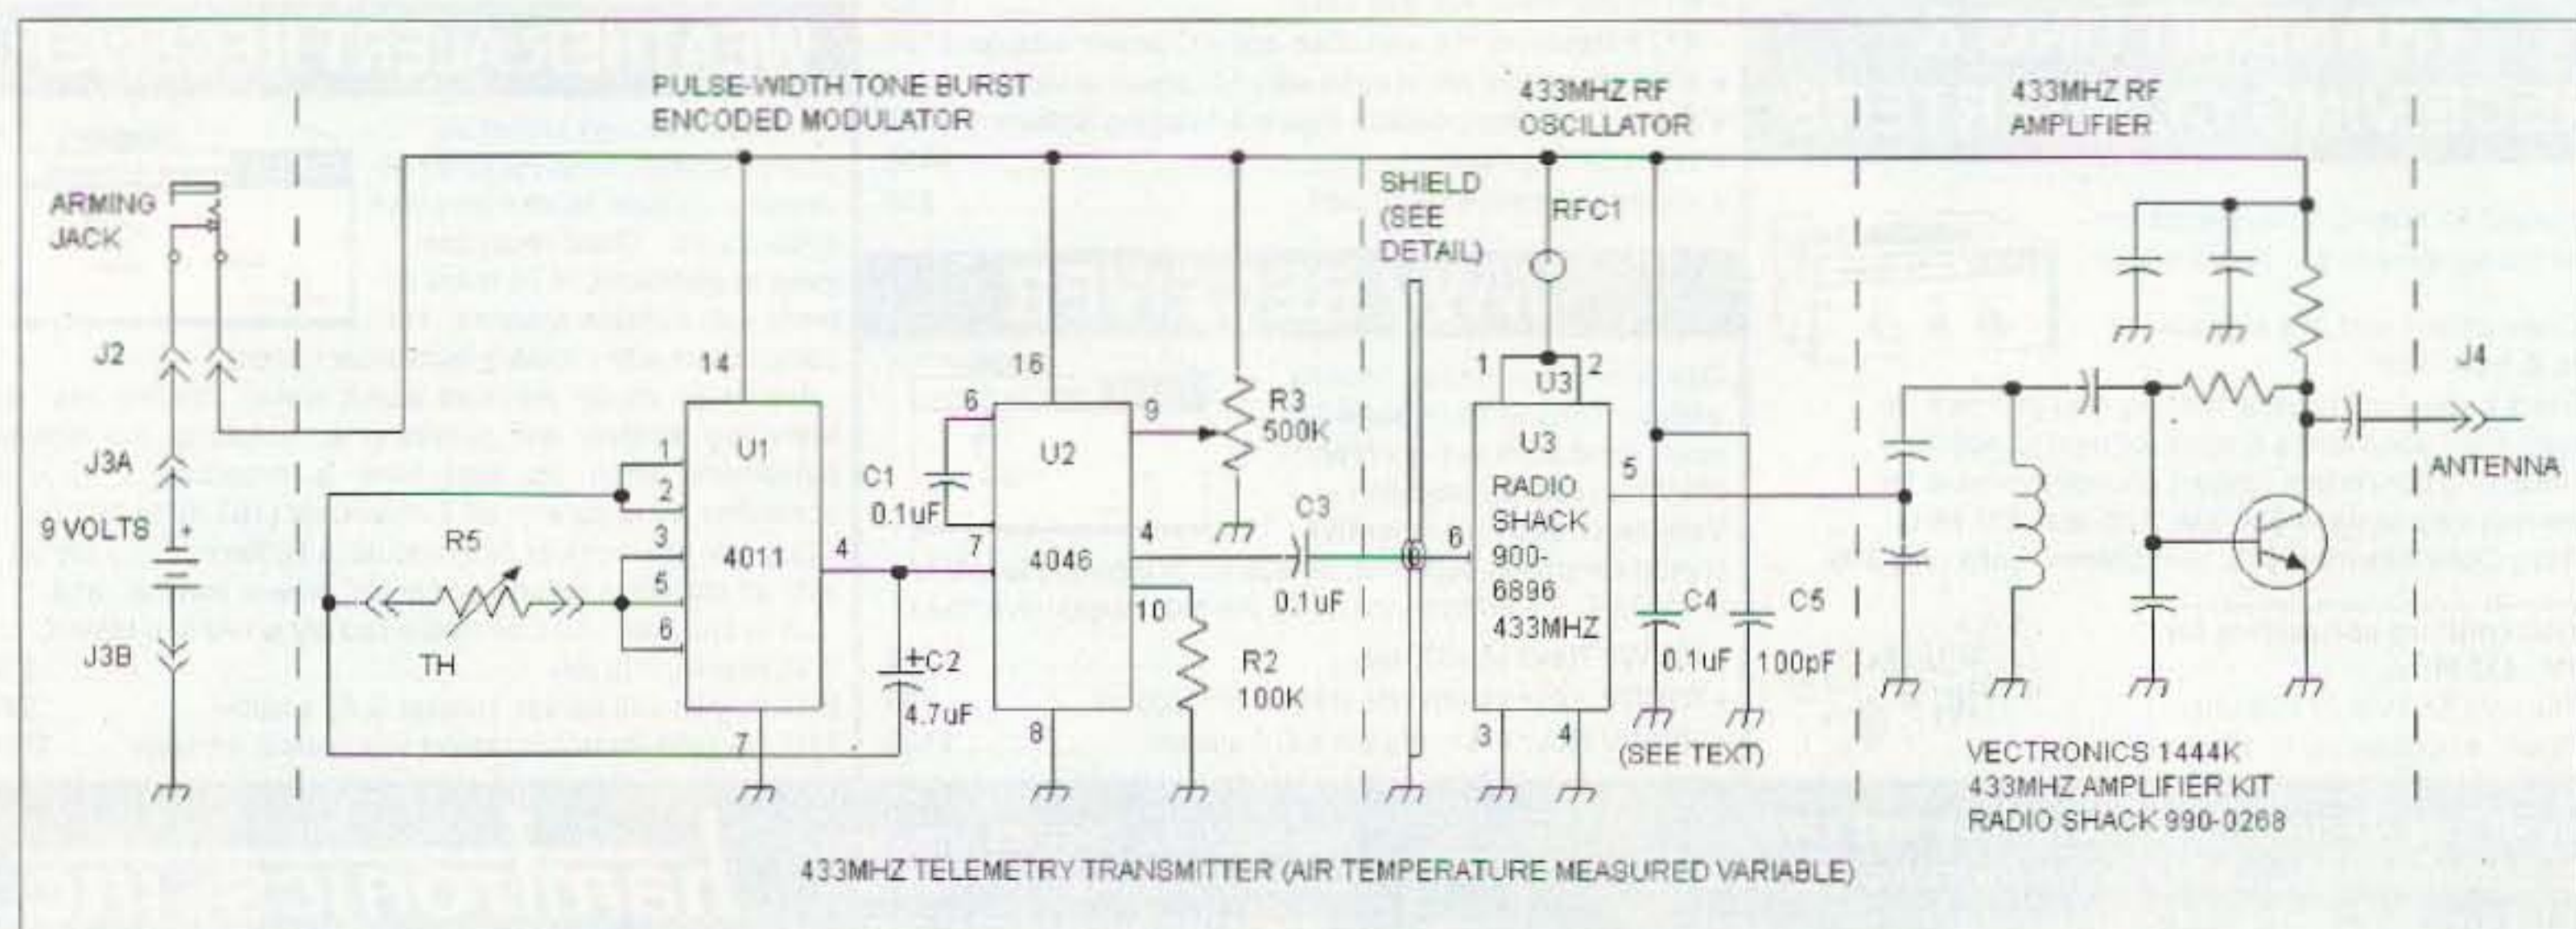 PULSE-WIDTH TONE BURST
ENCODED MODULATOR
433MHZ RF
OSCILLATOR
433MHZ RF
AMPLIFIER
ARMING
JACK
SHIELD
(SEE
DETAIL)
RFC1
J2
J3A
9 VOLTS
+
J3B
R5
TH
14
1
2
3
5
6
U1
4011
4
7
+
C2
4.7uF
C1
0.1uF
16
6
7
U2
4046
9
4
10
8
R3
500K
R2
100K
C3
0.1uF
1
2
U3
6
U3
RADIO
SHACK
900-
6896
433MHZ
5
3
4
C4
0.1uF
C5
100pF
(SEE TEXT)
J4
ANTENNA
VECTRONICS 1444K
433MHZ AMPLIFIER KIT
RADIO SHACK 990-0268
433MHZ TELEMETRY TRANSMITTER (AIR TEMPERATURE MEASURED VARIABLE)